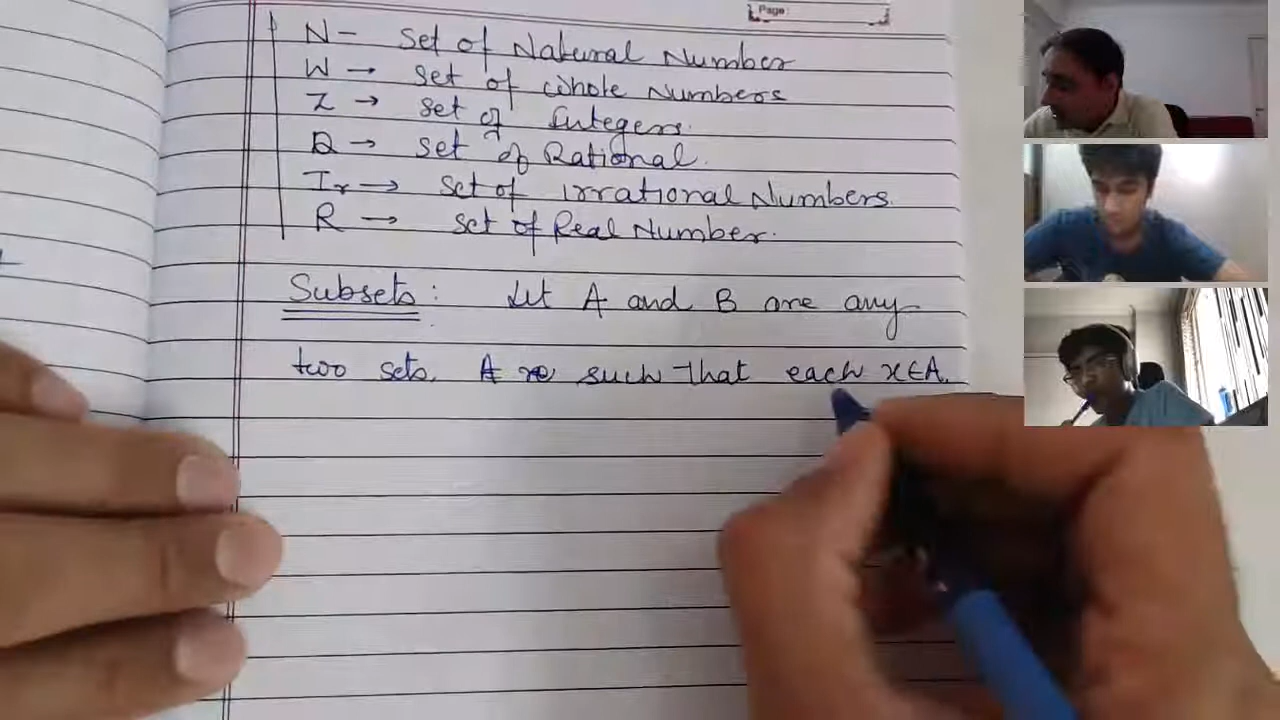 Page:
N - set of Natural Number
W → set of whole Numbers
Z → set of Integers.
Q → set of Rational.
Ir → set of irrational Numbers.
R → set of Real Number.
Subsets : Let A and B are any
two sets. A such that each x∈A.